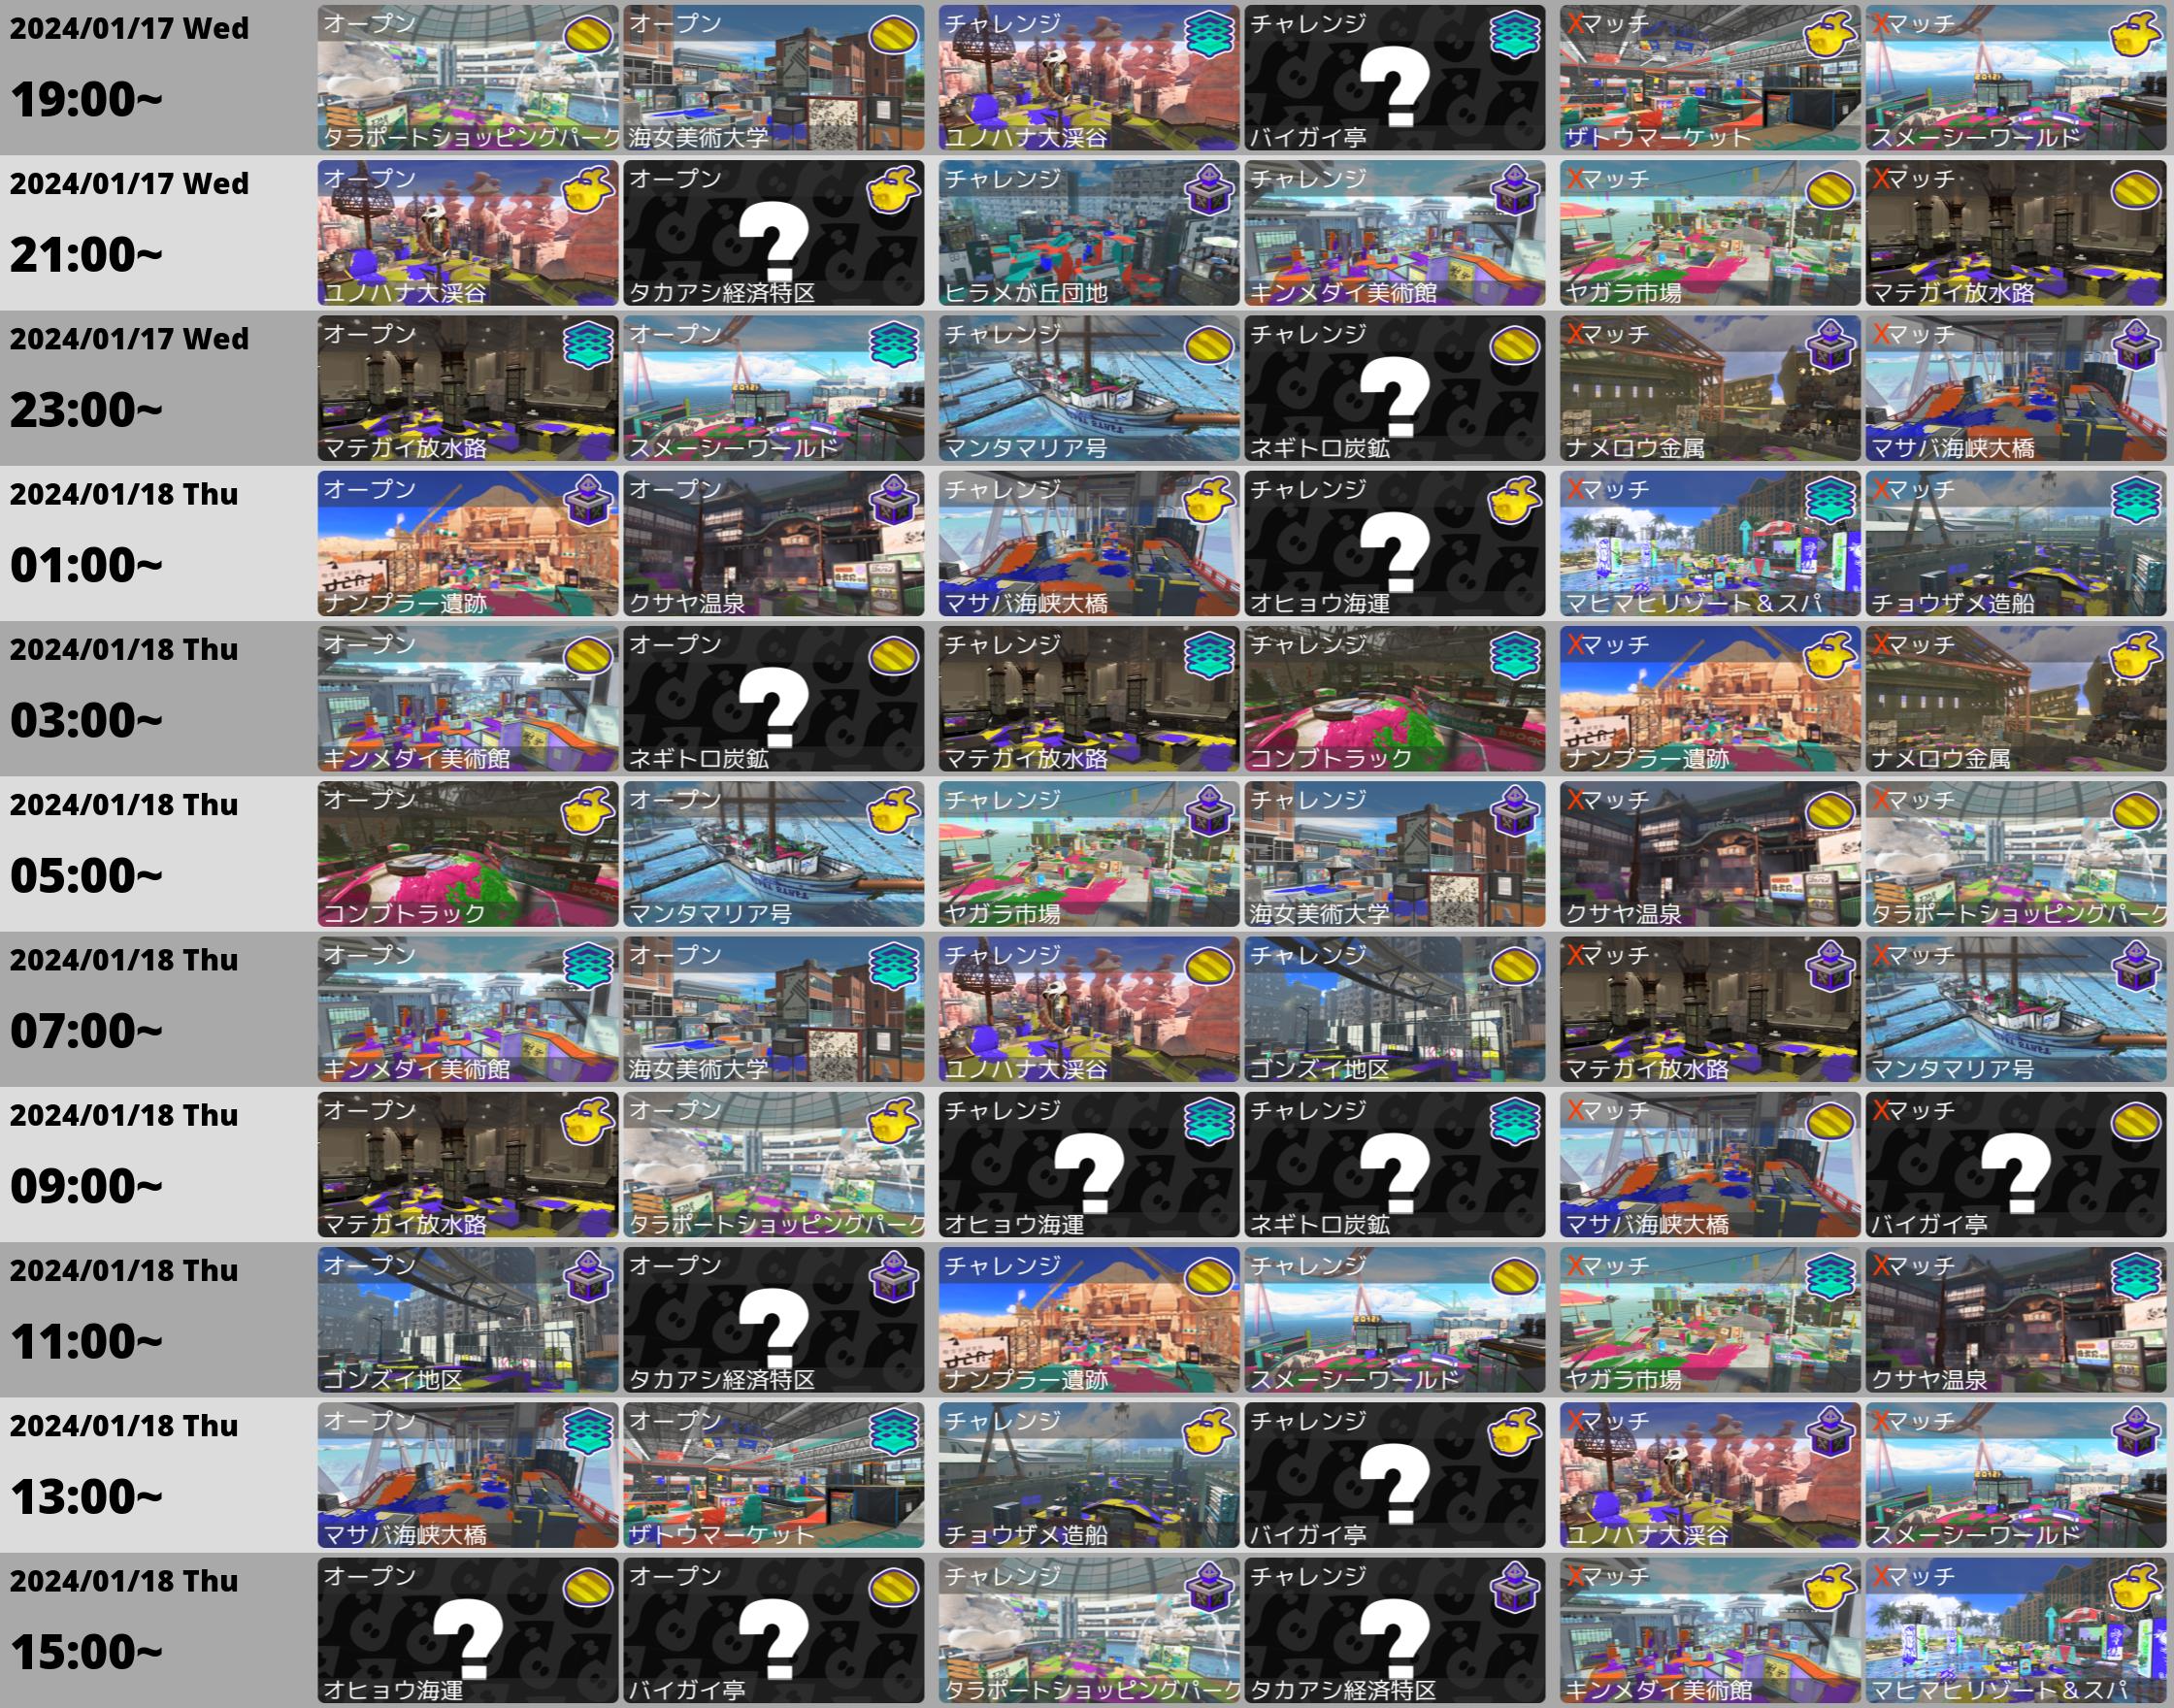 2024/01/17 Wed
19:00~
オープン
タラポートショッピングパーク
オープン
海女美術大学
チャレンジ
ユノハナ大渓谷
チャレンジ
バイガイ亭
Xマッチ
ザトウマーケット
Xマッチ
スメーシーワールド
2024/01/17 Wed
21:00~
オープン
ユノハナ大渓谷
オープン
タカアシ経済特区
チャレンジ
ヒラメが丘団地
チャレンジ
キンメダイ美術館
Xマッチ
ヤガラ市場
Xマッチ
マテガイ放水路
2024/01/17 Wed
23:00~
オープン
マテガイ放水路
オープン
スメーシーワールド
チャレンジ
マンタマリア号
チャレンジ
ネギトロ炭鉱
Xマッチ
ナメロウ金属
Xマッチ
マサバ海峡大橋
2024/01/18 Thu
01:00~
オープン
ナンプラー遺跡
オープン
クサヤ温泉
チャレンジ
マサバ海峡大橋
チャレンジ
オヒョウ海運
Xマッチ
マヒマヒリゾート＆スパ
Xマッチ
チョウザメ造船
2024/01/18 Thu
03:00~
オープン
キンメダイ美術館
オープン
ネギトロ炭鉱
チャレンジ
マテガイ放水路
チャレンジ
コンブトラック
Xマッチ
ナンプラー遺跡
Xマッチ
ナメロウ金属
2024/01/18 Thu
05:00~
オープン
コンブトラック
オープン
マンタマリア号
チャレンジ
ヤガラ市場
チャレンジ
海女美術大学
Xマッチ
クサヤ温泉
Xマッチ
タラポートショッピングパーク
2024/01/18 Thu
07:00~
オープン
キンメダイ美術館
オープン
海女美術大学
チャレンジ
ユノハナ大渓谷
チャレンジ
ゴンズイ地区
Xマッチ
マテガイ放水路
Xマッチ
マンタマリア号
2024/01/18 Thu
09:00~
オープン
マテガイ放水路
オープン
タラポートショッピングパーク
チャレンジ
オヒョウ海運
チャレンジ
ネギトロ炭鉱
Xマッチ
マサバ海峡大橋
Xマッチ
バイガイ亭
2024/01/18 Thu
11:00~
オープン
ゴンズイ地区
オープン
タカアシ経済特区
チャレンジ
ナンプラー遺跡
チャレンジ
スメーシーワールド
Xマッチ
ヤガラ市場
Xマッチ
クサヤ温泉
2024/01/18 Thu
13:00~
オープン
マサバ海峡大橋
オープン
ザトウマーケット
チャレンジ
チョウザメ造船
チャレンジ
バイガイ亭
Xマッチ
ユノハナ大渓谷
Xマッチ
スメーシーワールド
2024/01/18 Thu
15:00~
オープン
オヒョウ海運
オープン
バイガイ亭
チャレンジ
タラポートショッピングパーク
チャレンジ
タカアシ経済特区
Xマッチ
キンメダイ美術館
Xマッチ
マヒマヒリゾート＆スパ